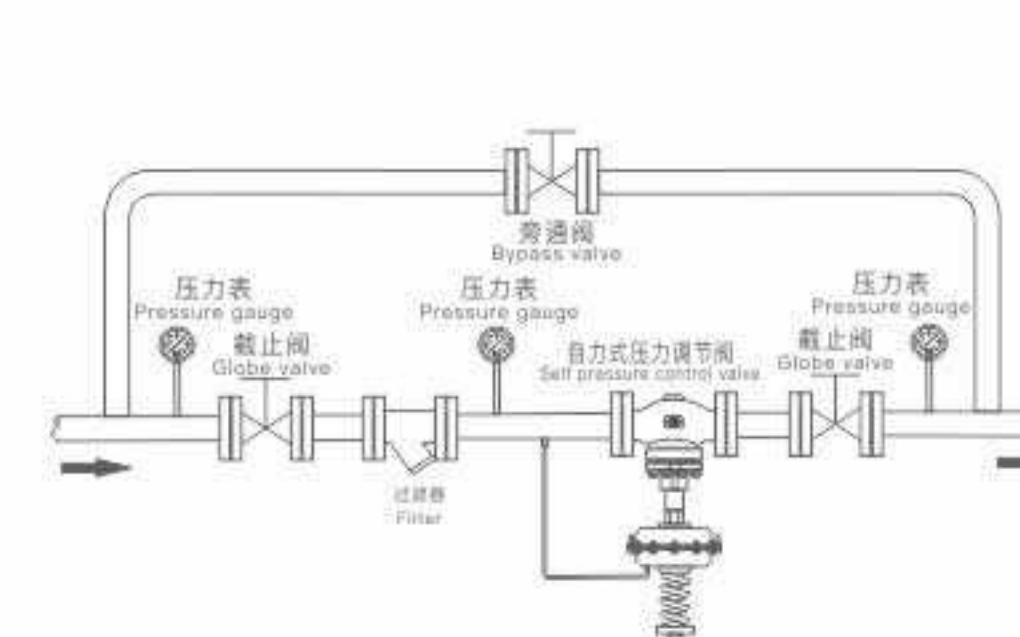 旁通阀
Bypass valve
压力表
Pressure gauge
压力表
Pressure gauge
压力表
Pressure gauge
截止阀
Globe valve
自力式压力调节阀
Self pressure control valve
截止阀
Globe valve
过滤器
Filter